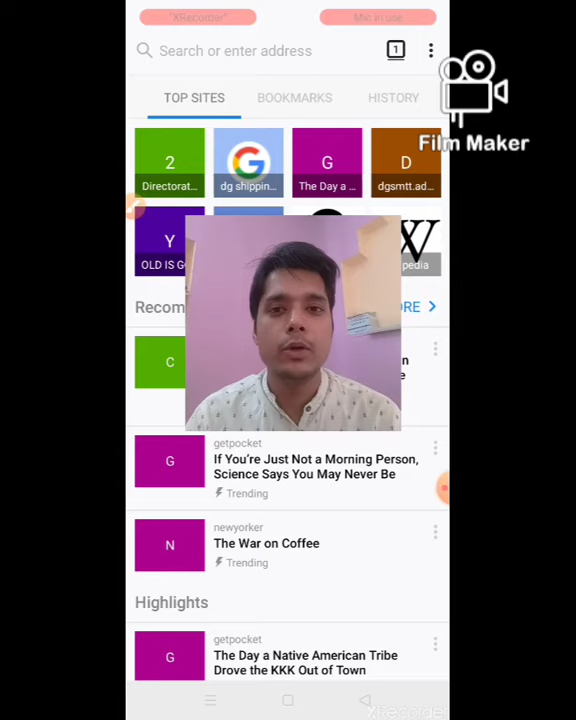 "XRecorder"
Mic in use
Search or enter address
1
TOP SITES
BOOKMARKS
HISTORY
Film Maker
2
G
G
D
Directorat...
dg shippin...
The Day a ...
dgsmtt.ad...
Y
W
OLD IS G
pedia
Recom
ORE
C
n
e
getpocket
G
If You're Just Not a Morning Person,
Science Says You May Never Be
Trending
newyorker
N
The War on Coffee
Trending
Highlights
getpocket
G
The Day a Native American Tribe
Drove the KKK Out of Town
XRecorder